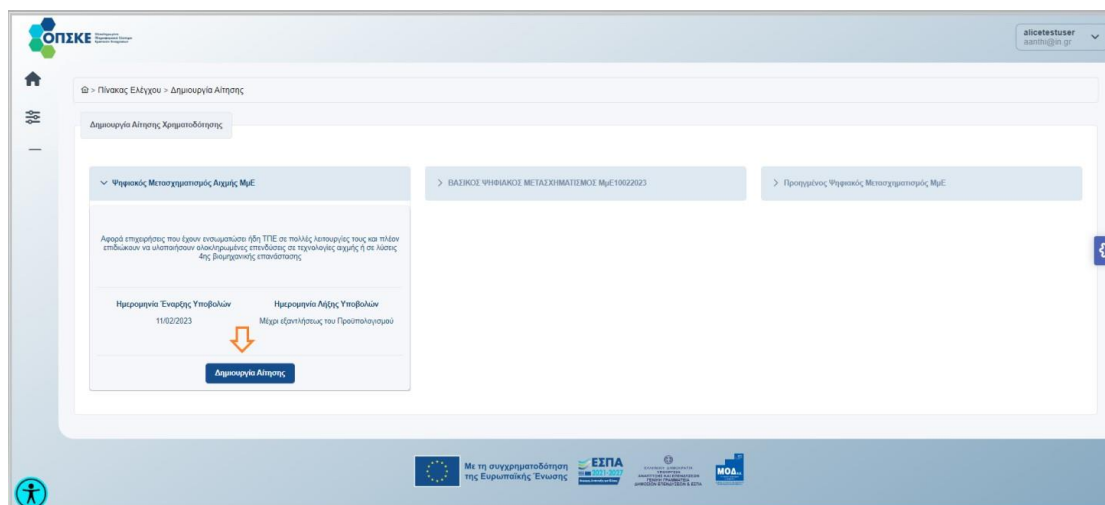 ΟΠΣΚΕ
alicetestuser
aanthi@in.gr
> Πίνακας Ελέγχου > Δημιουργία Αίτησης
Δημιουργία Αίτησης Χρηματοδότησης
Ψηφιακός Μετασχηματισμός Αιχμής ΜμΕ
ΒΑΣΙΚΟΣ ΨΗΦΙΑΚΟΣ ΜΕΤΑΣΧΗΜΑΤΙΣΜΟΣ ΜμΕ10022023
Προηγμένος Ψηφιακός Μετασχηματισμός ΜμΕ
Αφορά επιχειρήσεις που έχουν ενσωματώσει ήδη ΤΠΕ σε πολλές λειτουργίες τους και πλέον
επιδιώκουν να υλοποιήσουν ολοκληρωμένες επενδύσεις σε τεχνολογίες αιχμής ή σε λύσεις
4ης βιομηχανικής επανάστασης
Ημερομηνία Έναρξης Υποβολών
Ημερομηνία Λήξης Υποβολών
11/02/2023
Μέχρι εξαντλήσεως του Προϋπολογισμού
Δημιουργία Αίτησης
Με τη συγχρηματοδότηση
της Ευρωπαϊκής Ένωσης
ΕΣΠΑ
2021-2027
ΜΟΔ